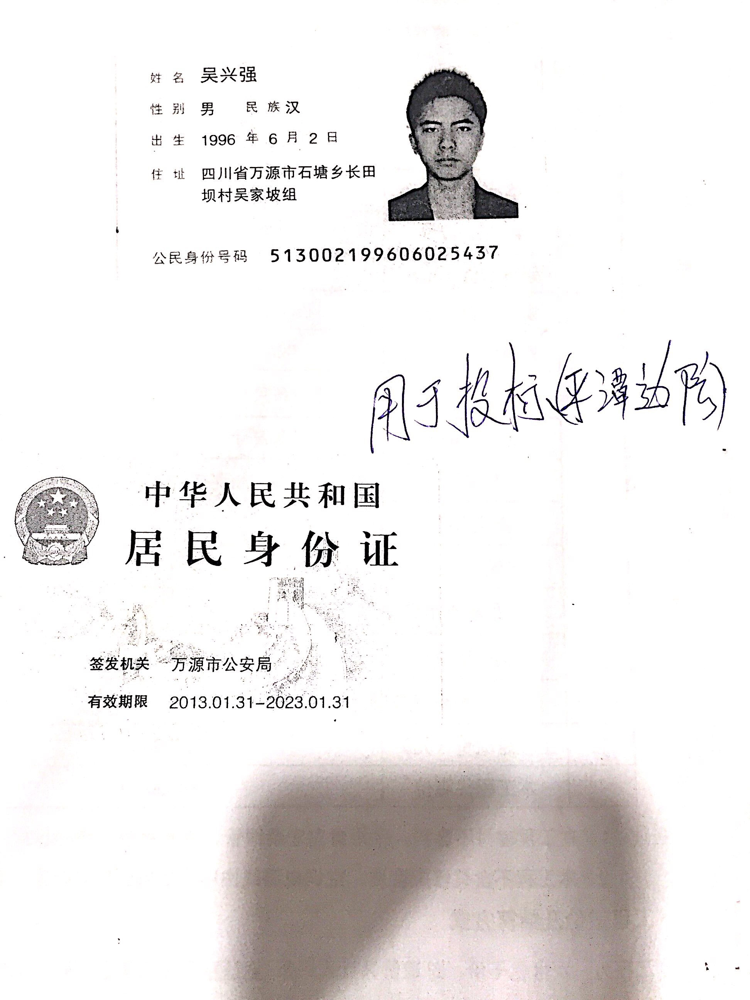 姓名 吴兴强
性别 男 民族 汉
出生 1996 年 6 月 2 日
住址 四川省万源市石塘乡长田
坝村吴家坡组
公民身份号码 513002199606025437
用于投标平潭
中华人民共和国
居民身份证
签发机关 万源市公安局
有效期限 2013.01.31-2023.01.31